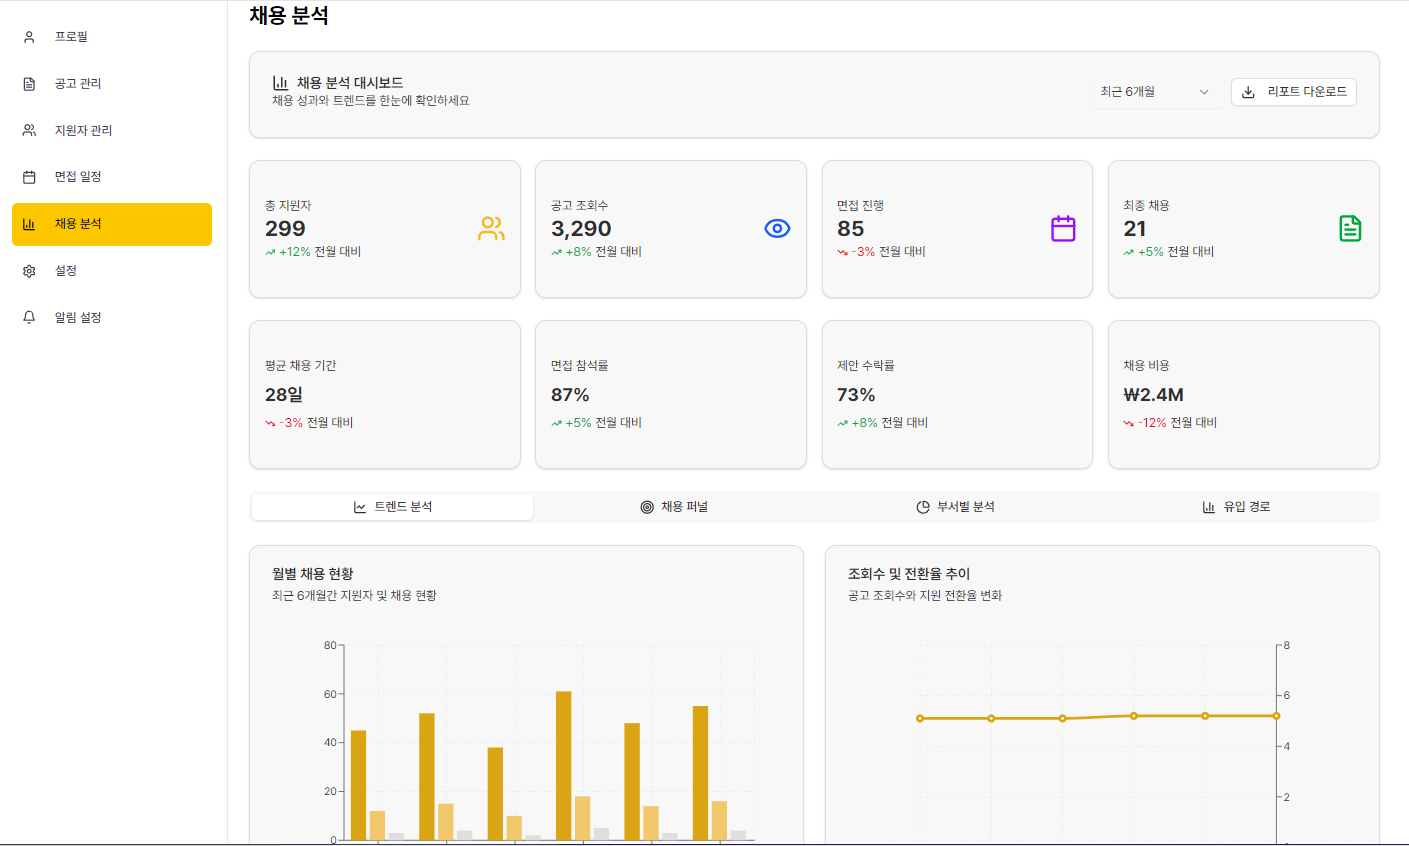 채용 분석
프로필
공고 관리
지원자 관리
면접 일정
채용 분석
설정
알림 설정
채용 분석 대시보드
채용 성과와 트렌드를 한눈에 확인하세요
최근 6개월
리포트 다운로드
총 지원자
299
+12% 전월 대비
공고 조회수
3,290
+8% 전월 대비
면접 진행
85
-3% 전월 대비
최종 채용
21
+5% 전월 대비
평균 채용 기간
28일
-3% 전월 대비
면접 참석률
87%
+5% 전월 대비
제안 수락률
73%
+8% 전월 대비
채용 비용
₩2.4M
-12% 전월 대비
트렌드 분석
채용 퍼널
부서별 분석
유입 경로
월별 채용 현황
최근 6개월간 지원자 및 채용 현황
80
60
40
20
0
조회수 및 전환율 추이
공고 조회수와 지원 전환율 변화
8
6
4
2